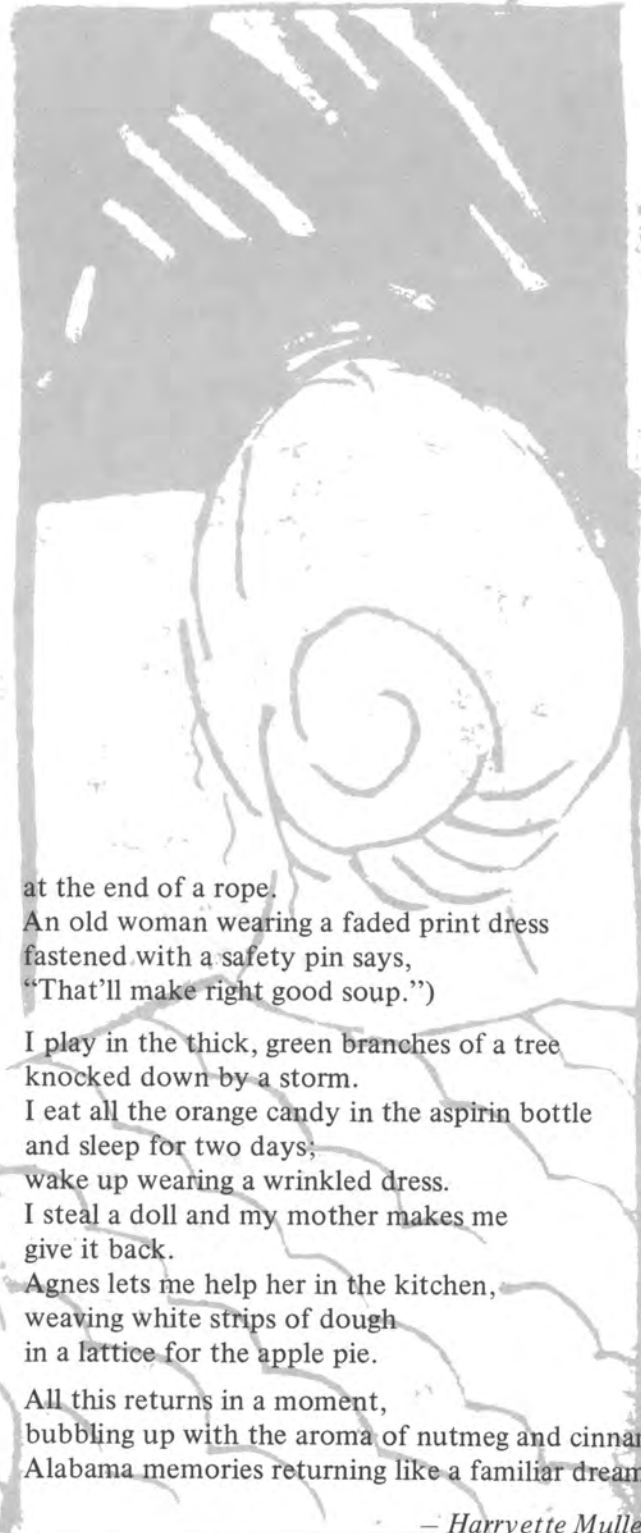 at the end of a rope.
An old woman wearing a faded print dress
fastened with a safety pin says,
“That’ll make right good soup.”)
I play in the thick, green branches of a tree
knocked down by a storm.
I eat all the orange candy in the aspirin bottle
and sleep for two days;
wake up wearing a wrinkled dress.
I steal a doll and my mother makes me
give it back.
Agnes lets me help her in the kitchen,
weaving white strips of dough
in a lattice for the apple pie.
All this returns in a moment,
bubbling up with the aroma of nutmeg and cinna
Alabama memories returning like a familiar dream
— Harryette Mulle